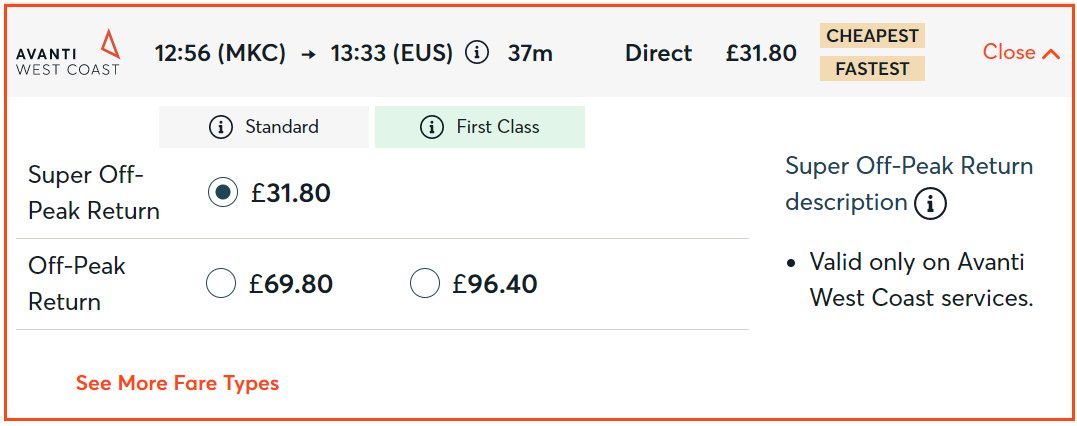 AVANTI
WEST COAST
12:56 (MKC) → 13:33 (EUS) i 37m Direct £31.80 CHEAPEST
FASTEST
Close
i Standard i First Class
Super Off-
Peak Return
£31.80
Off-Peak
Return
£69.80 £96.40
See More Fare Types
Super Off-Peak Return
description i
• Valid only on Avanti
West Coast services.